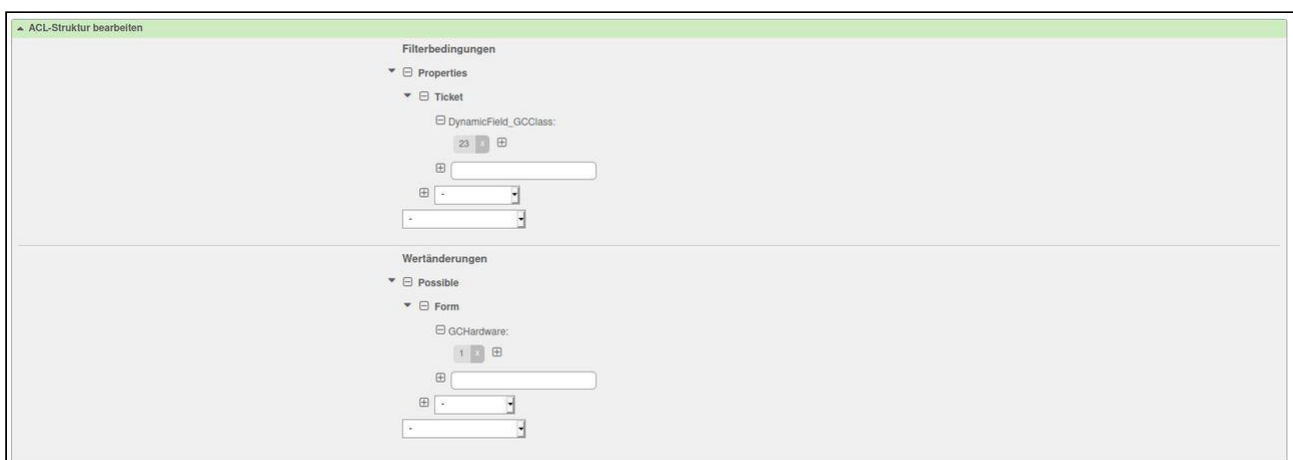 ACL-Struktur bearbeiten
Filterbedingungen
Properties
Ticket
DynamicField_GCClass:
23 x
-
-
Wertänderungen
Possible
Form
GCHardware:
1 x
-
-